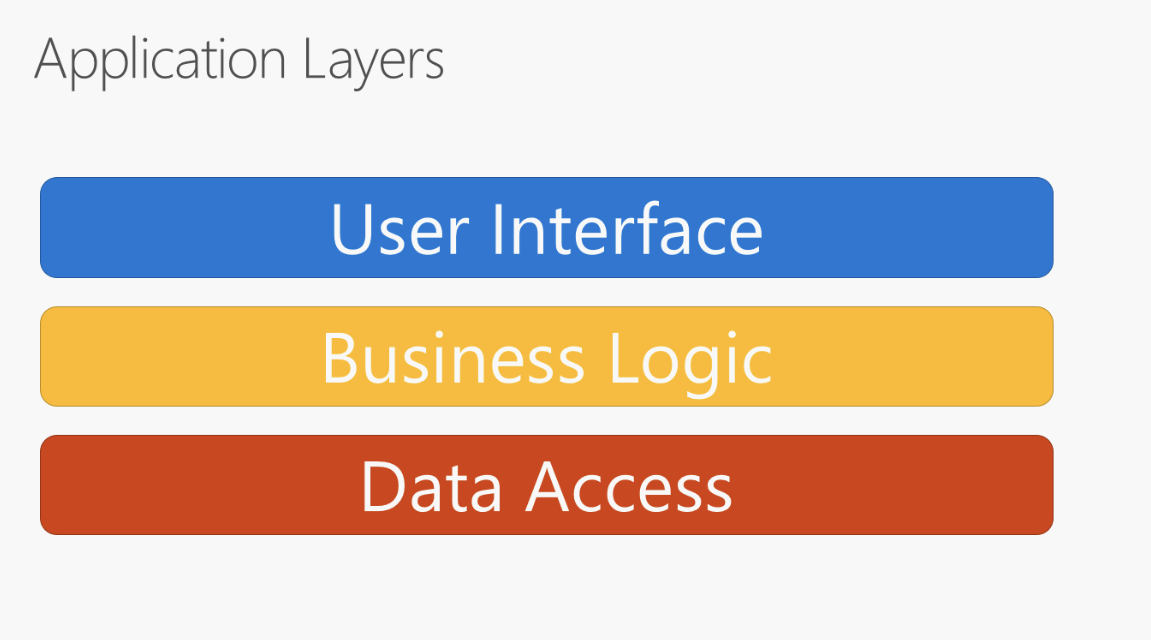 Application Layers
User Interface
Business Logic
Data Access